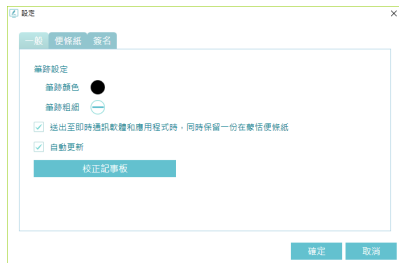 設定
一般 便條紙 簽名
筆跡設定
筆跡顏色
筆跡粗細
送出至即時通訊軟體和應用程式時，同時保留一份在蒙恬便條紙
自動更新
校正記事板
確定 取消